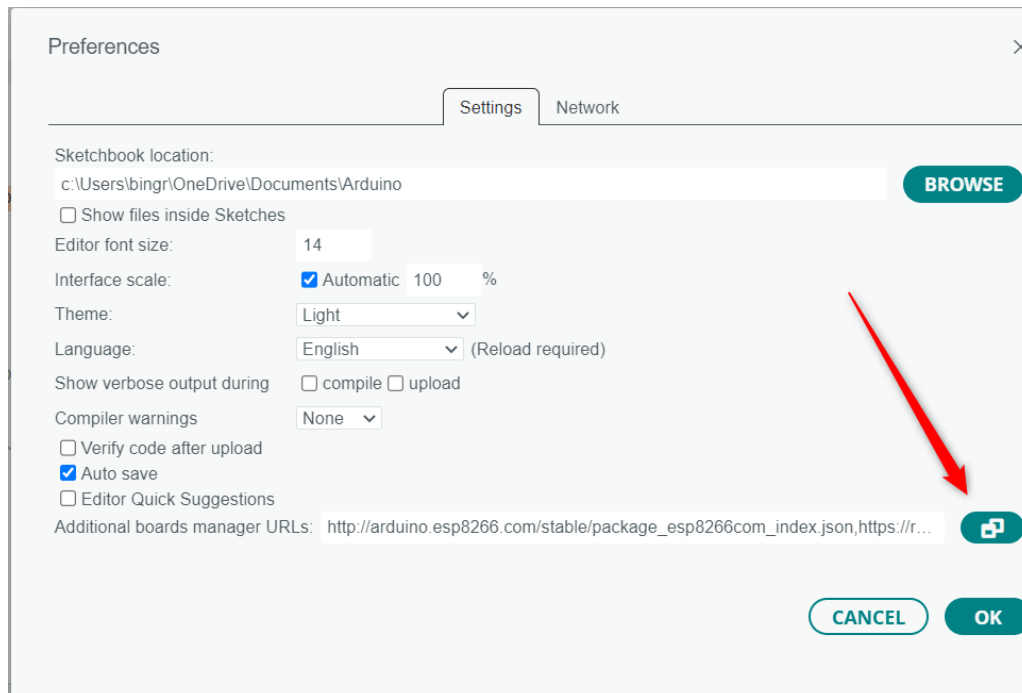 Preferences
Settings Network
Sketchbook location:
c:\Users\bingr\OneDrive\Documents\Arduino
BROWSE
Show files inside Sketches
Editor font size: 14
Interface scale: Automatic 100 %
Theme: Light
Language: English (Reload required)
Show verbose output during compile upload
Compiler warnings None
Verify code after upload
Auto save
Editor Quick Suggestions
Additional boards manager URLs: http://arduino.esp8266.com/stable/package_esp8266com_index.json,https://r...
CANCEL OK